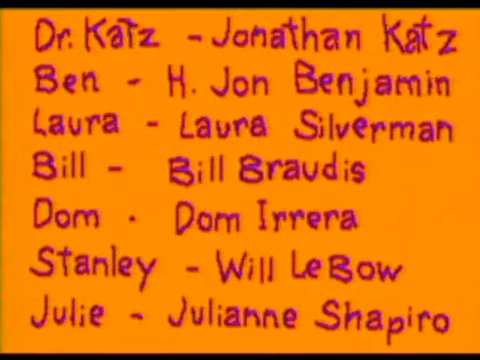 Dr. Katz - Jonathan Katz
Ben - H. Jon Benjamin
Laura - Laura Silverman
Bill - Bill Braudis
Dom - Dom Irrera
Stanley - Will LeBow
Julie - Julianne Shapiro